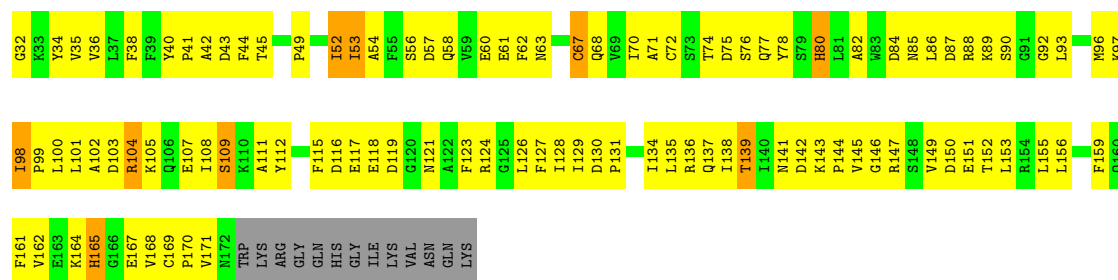 G32 K33 Y34 V35 V36 L37 F38 F39 Y40 P41 A42 D43 F44 T45 P49 I52 I53 A54 F55 S56 D57 Q58 V59 E60 E61 F62 N63 C67 Q68 V69 I70 A71 C72 S73 T74 D75 S76 Q77 Y78 S79 H80 L81 A82 W83 D84 N85 L86 D87 R88 K89 S90 G91 G92 L93 M96 K97
I98 P99 L100 L101 A102 D103 R104 K105 Q106 E107 I108 S109 K110 A111 Y112 F115 D116 E117 E118 D119 G120 N121 A122 F123 R124 G125 L126 F127 I128 I129 D130 P131 I134 L135 R136 Q137 I138 T139 I140 N141 D142 K143 P144 V145 G146 R147 S148 V149 D150 E151 T152 L153 R154 L155 L156 F159
F161 V162 E163 K164 H165 G166 E167 V168 C169 P170 V171 N172 TRP LYS ARG GLY GLN HIS GLY ILE LYS VAL ASN GLN LYS